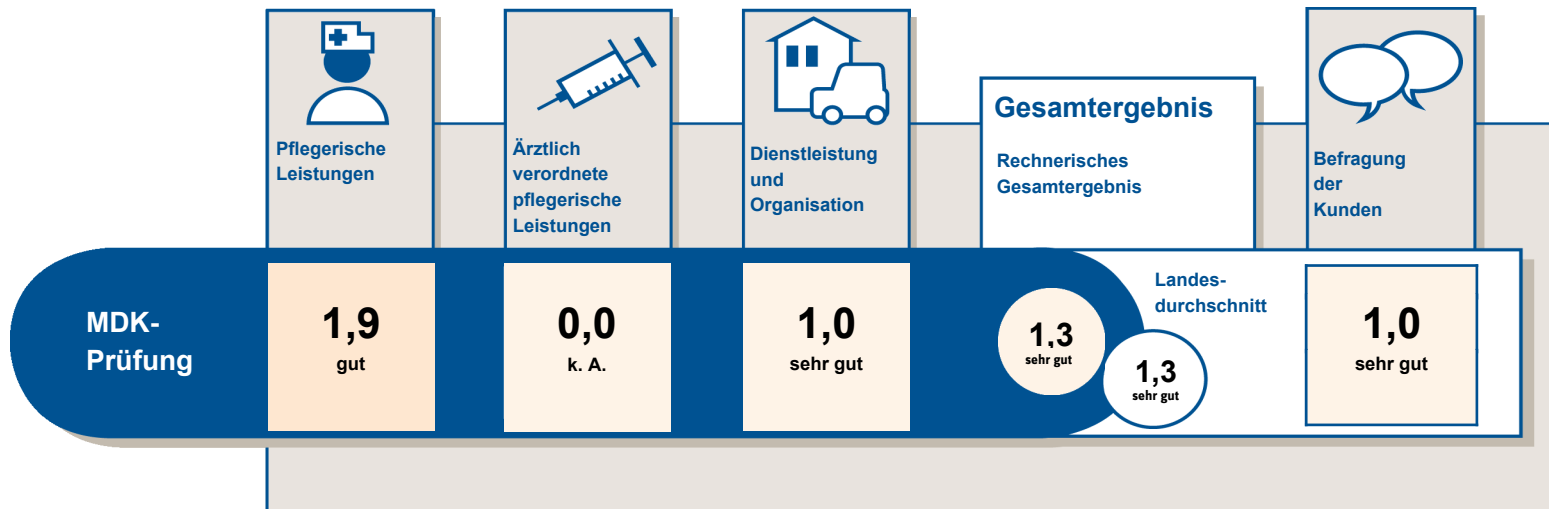 Pflegerische
Leistungen
Ärztlich
verordnete
pflegerische
Leistungen
Dienstleistung
und
Organisation
Gesamtergebnis
Rechnerisches
Gesamtergebnis
Befragung
der
Kunden
MDK-
Prüfung
1,9
gut
0,0
k. A.
1,0
sehr gut
1,3
sehr gut
Landes-
durchschnitt
1,3
sehr gut
1,0
sehr gut